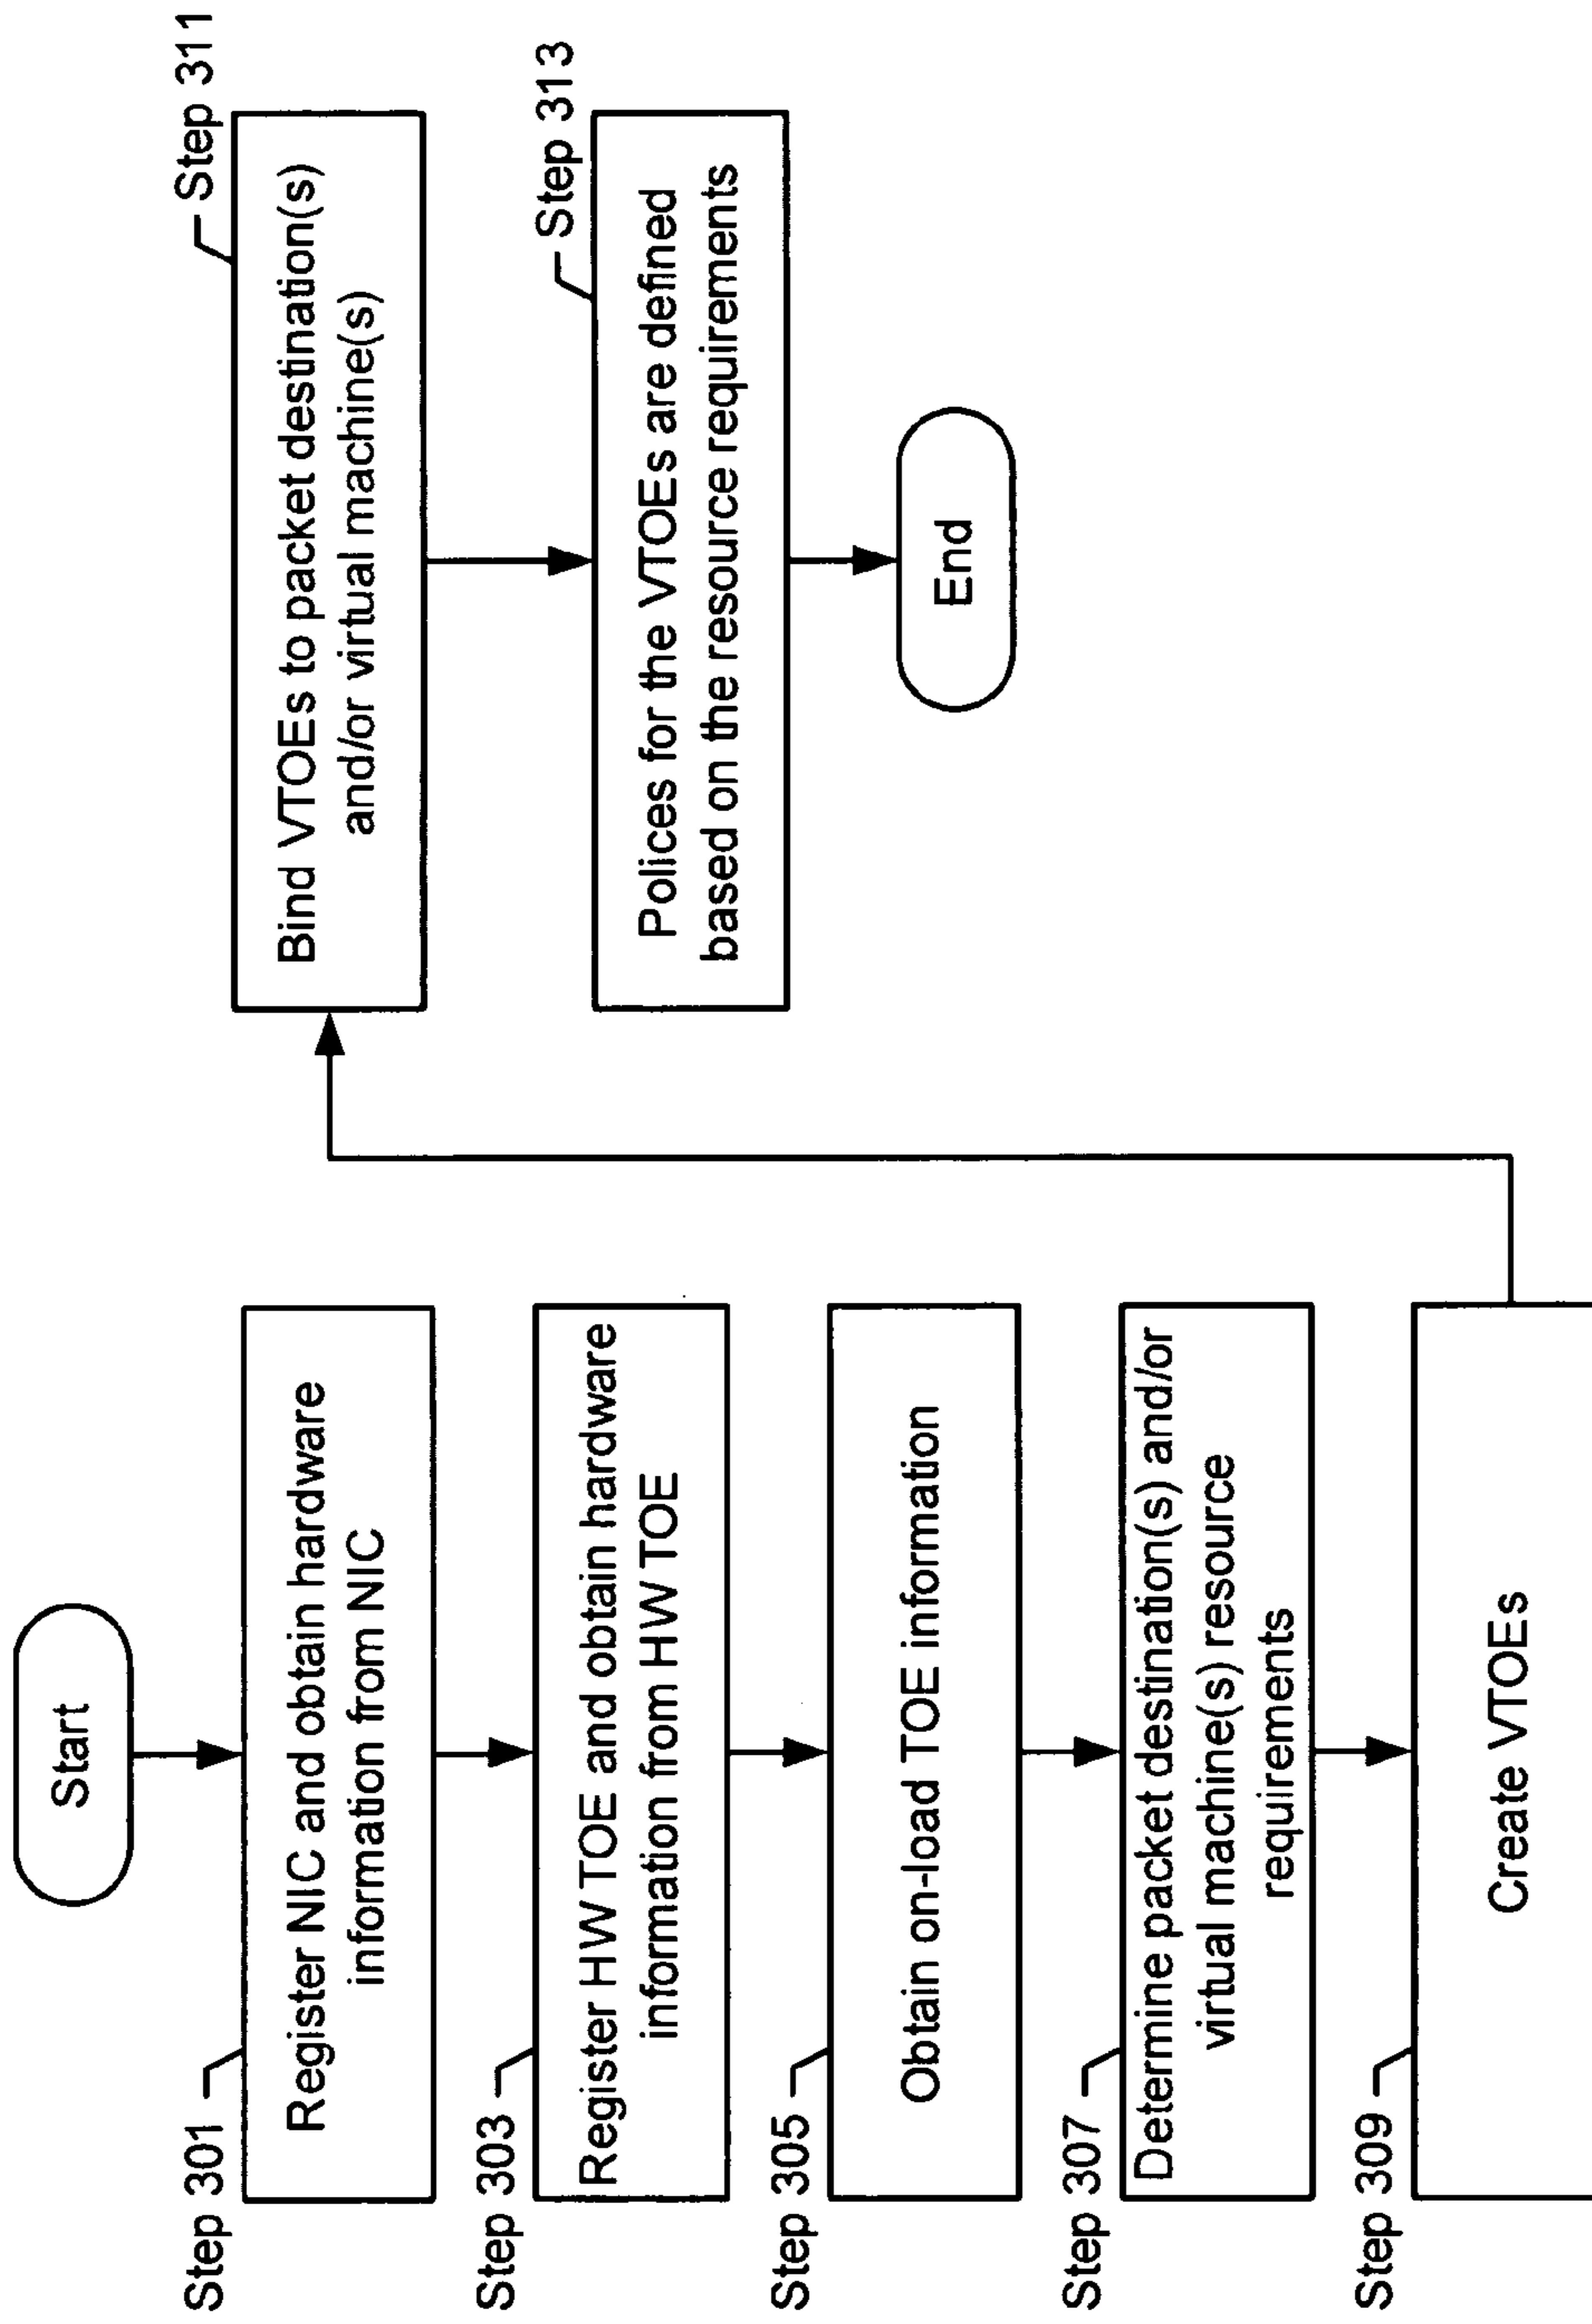 Start
Step 301
Register NIC and obtain hardware
information from NIC
Step 303
Register HW TOE and obtain hardware
information from HW TOE
Step 305
Obtain on-load TOE information
Step 307
Determine packet destination(s) and/or
virtual machine(s) resource
requirements
Step 309
Create VTOEs
Step 311
Bind VTOEs to packet destination(s)
and/or virtual machine(s)
Step 313
Polices for the VTOEs are defined
based on the resource requirements
End